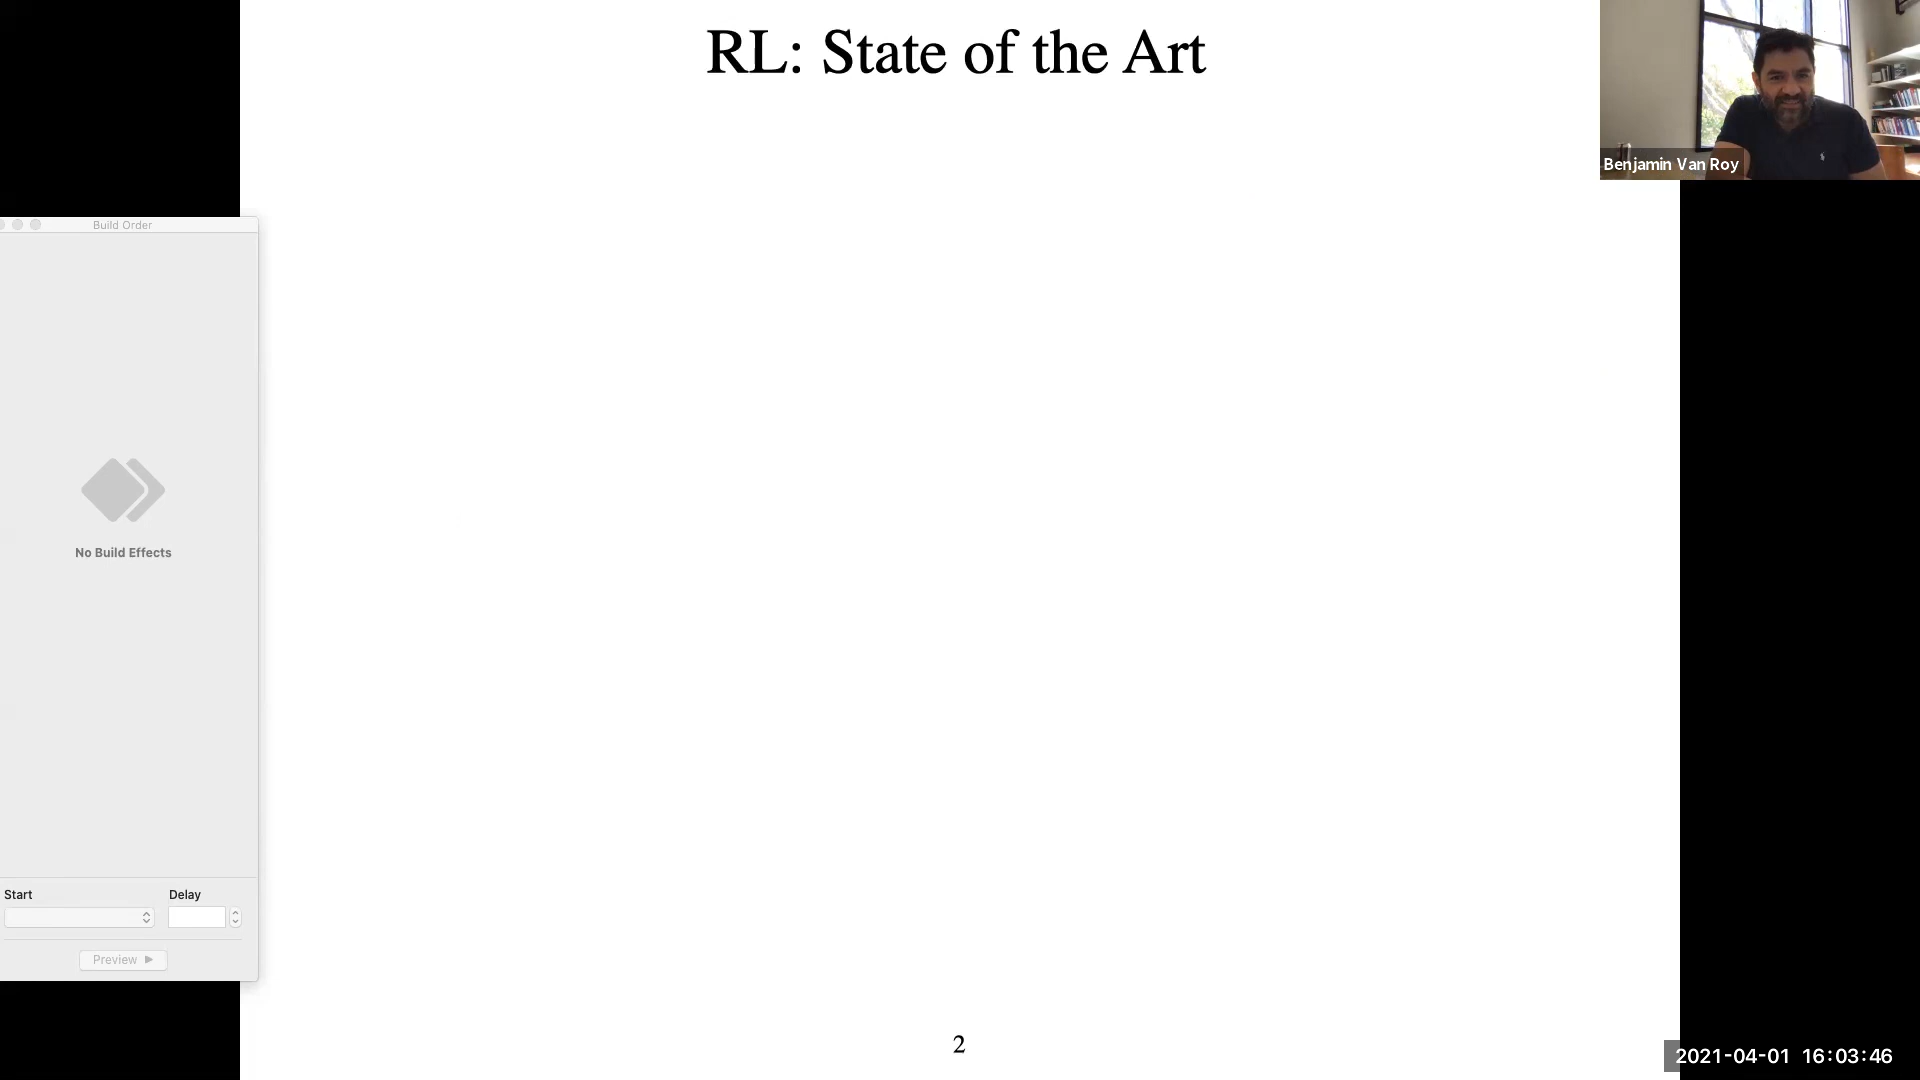 RL: State of the Art
Benjamin Van Roy
Build Order
No Build Effects
Start
Delay
Preview
2
2021-04-01 16:03:46